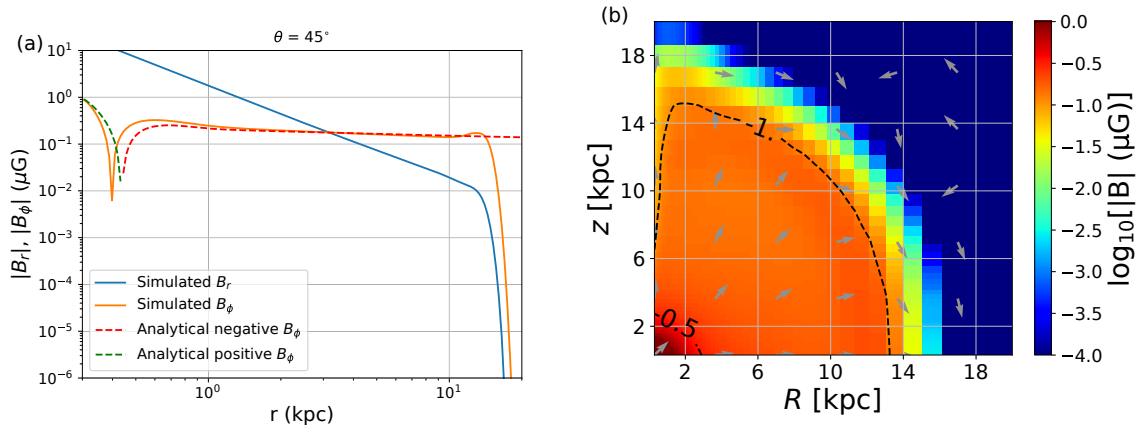 (a)
θ = 45°
10¹
10⁰
10⁻¹
10⁻²
10⁻³
10⁻⁴
10⁻⁵
10⁻⁶
|B_r|, |B_ϕ| (μG)
Simulated B_r
Simulated B_ϕ
Analytical negative B_ϕ
Analytical positive B_ϕ
10⁰
10¹
r (kpc)
(b)
18
14
10
6
2
z [kpc]
1.
-0.5
2
6
10
14
18
R [kpc]
0.0
−0.5
−1.0
−1.5
−2.0
−2.5
−3.0
−3.5
−4.0
log₁₀[|B| (μG)]